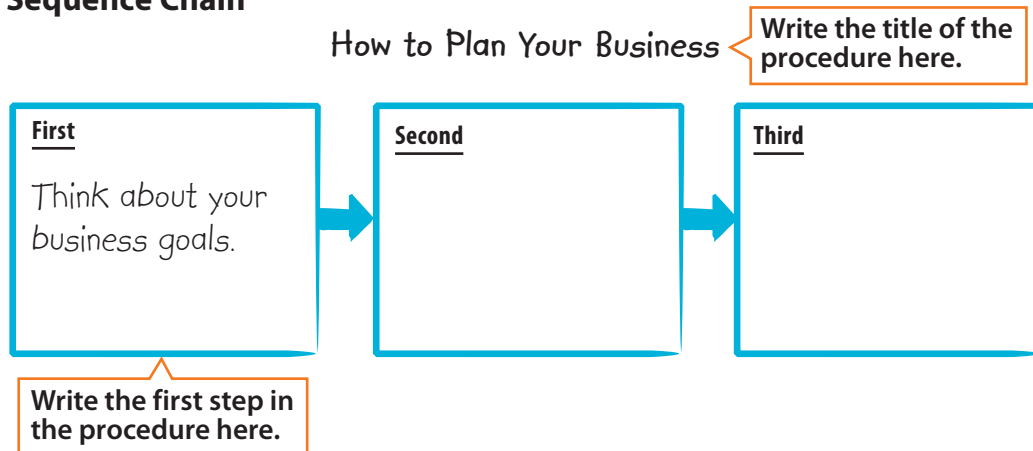 Sequence Chain
How to Plan Your Business
Write the title of the
procedure here.
First
Think about your
business goals.
Second
Third
Write the first step in
the procedure here.